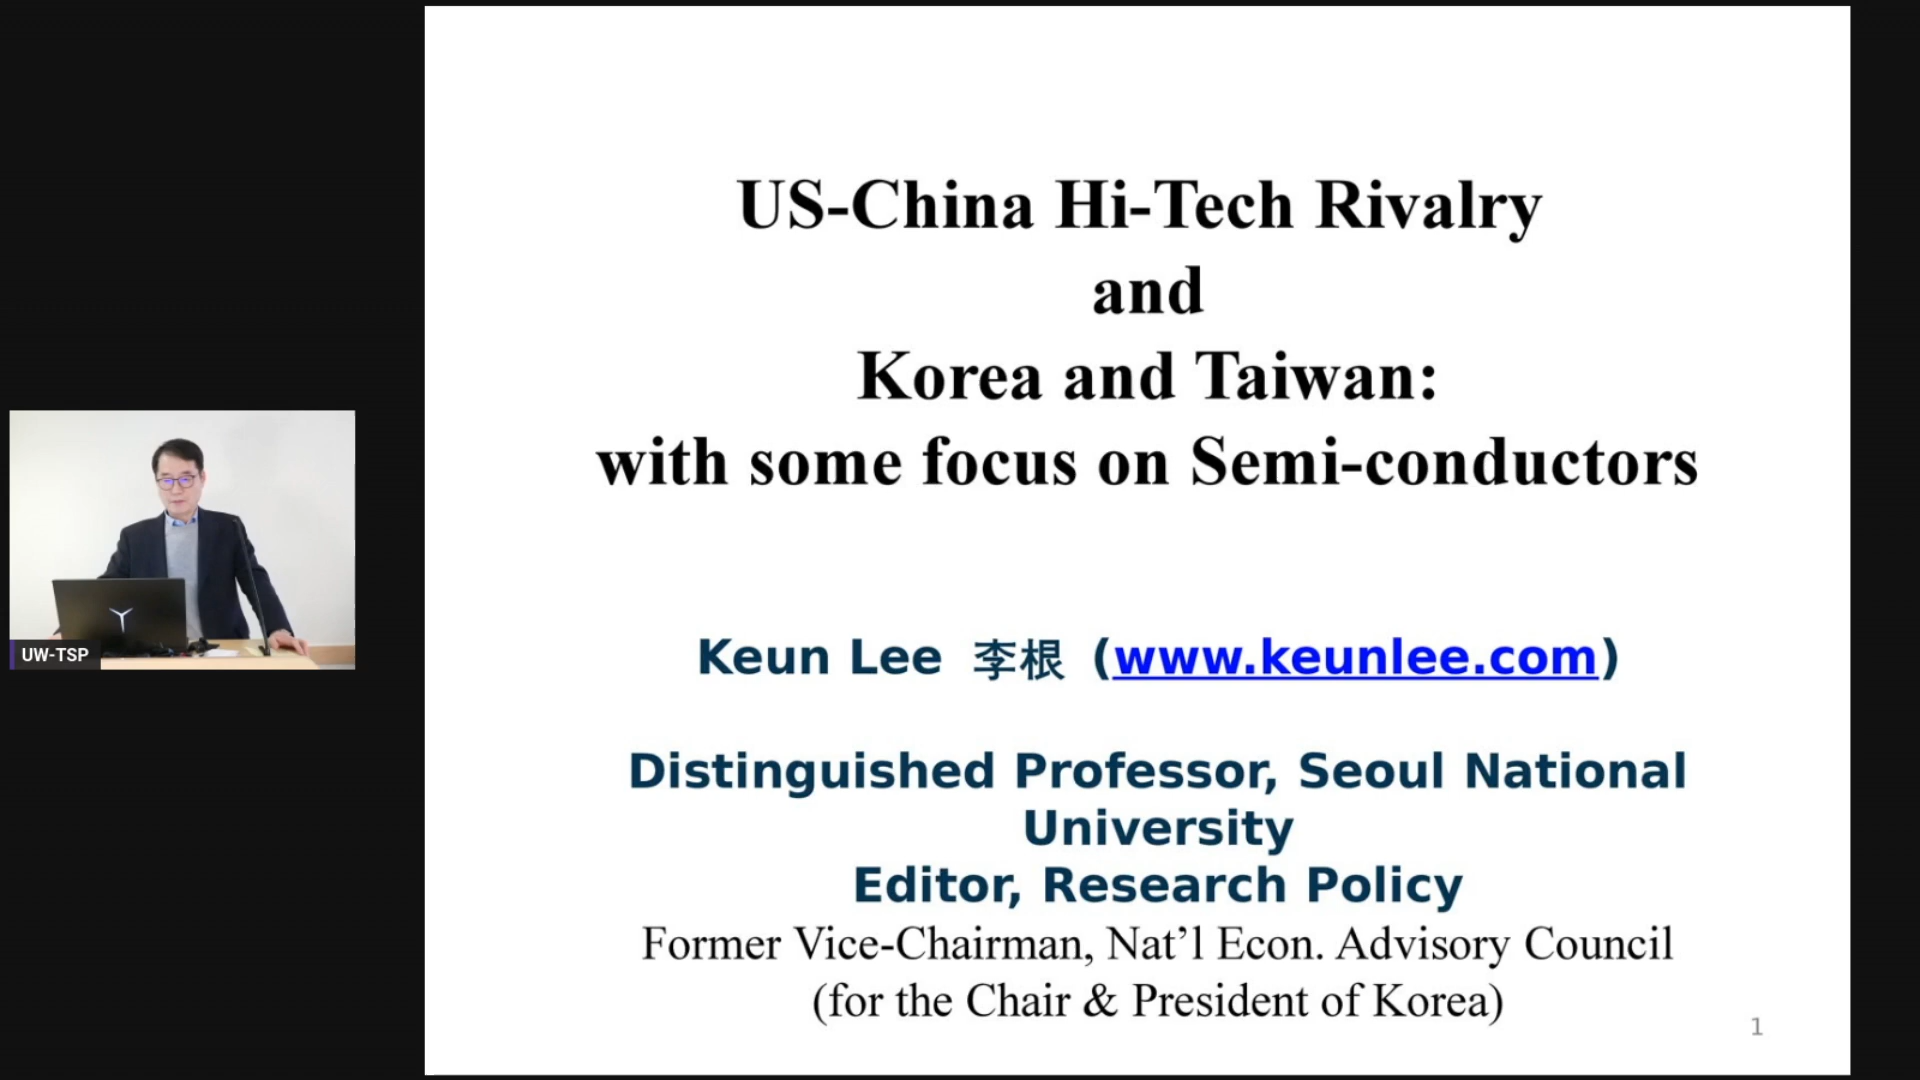 US-China Hi-Tech Rivalry
and
Korea and Taiwan:
with some focus on Semi-conductors
Keun Lee 李根 (www.keunlee.com)
Distinguished Professor, Seoul National
University
Editor, Research Policy
Former Vice-Chairman, Nat’l Econ. Advisory Council
(for the Chair & President of Korea)
1
UW-TSP